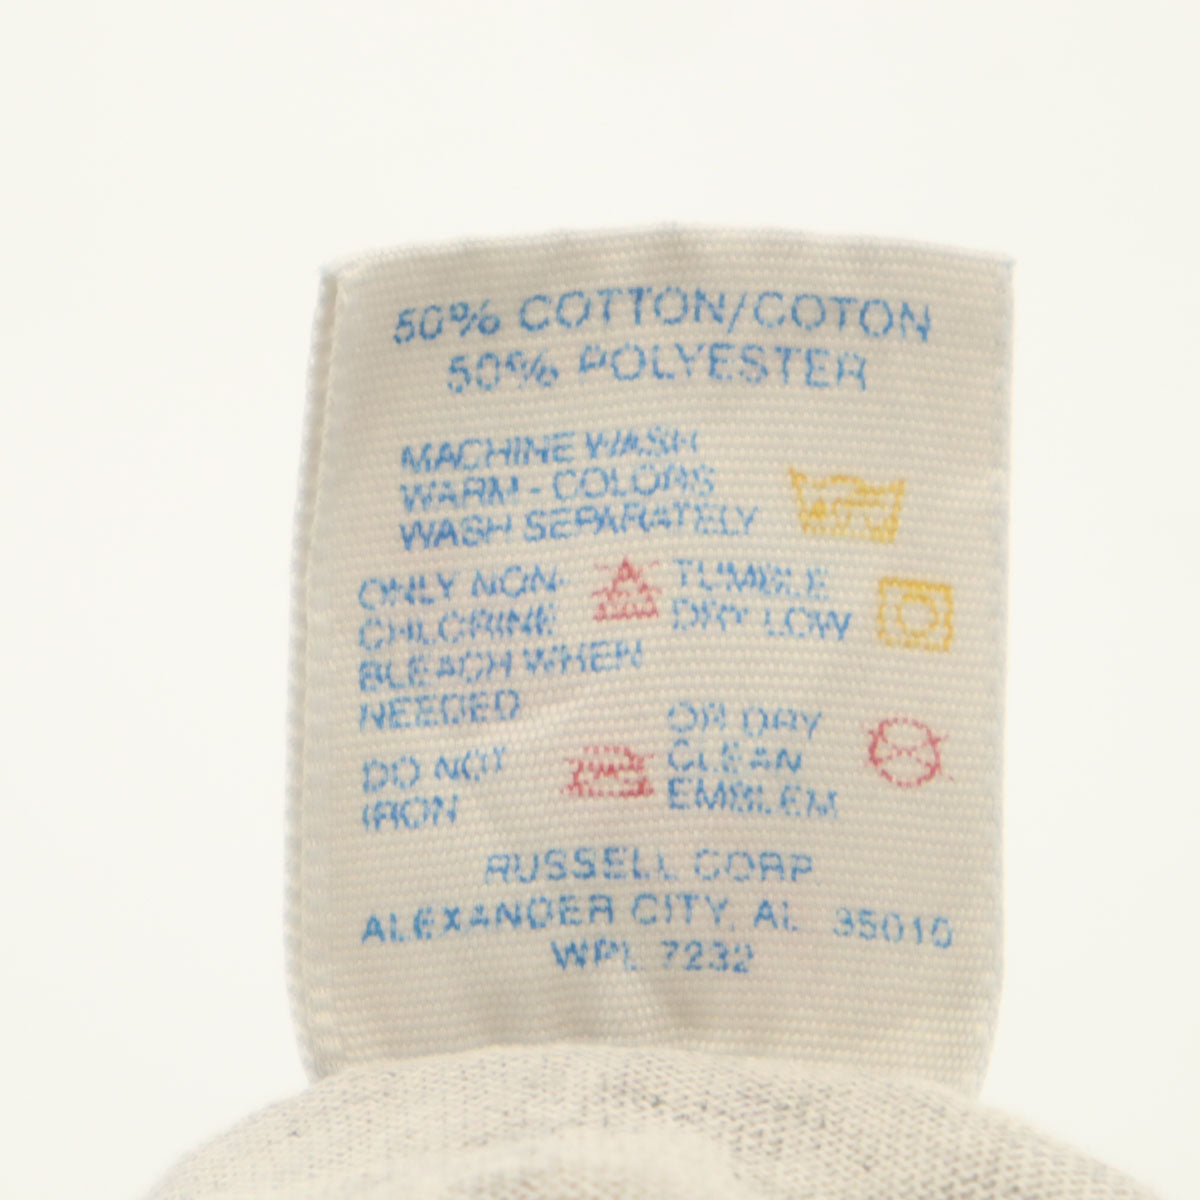 50% COTTON/COTON
50% POLYESTER
MACHINE WASH
WARM - COLORS
WASH SEPARATELY
ONLY NON-
CHLORINE
BLEACH WHEN
NEEDED
TUMBLE
DRY LOW
DO NOT
IRON
OR DRY
CLEAN
EMBLEM
RUSSELL CORP.
ALEXANDER CITY, AL 35010
WPL 7232